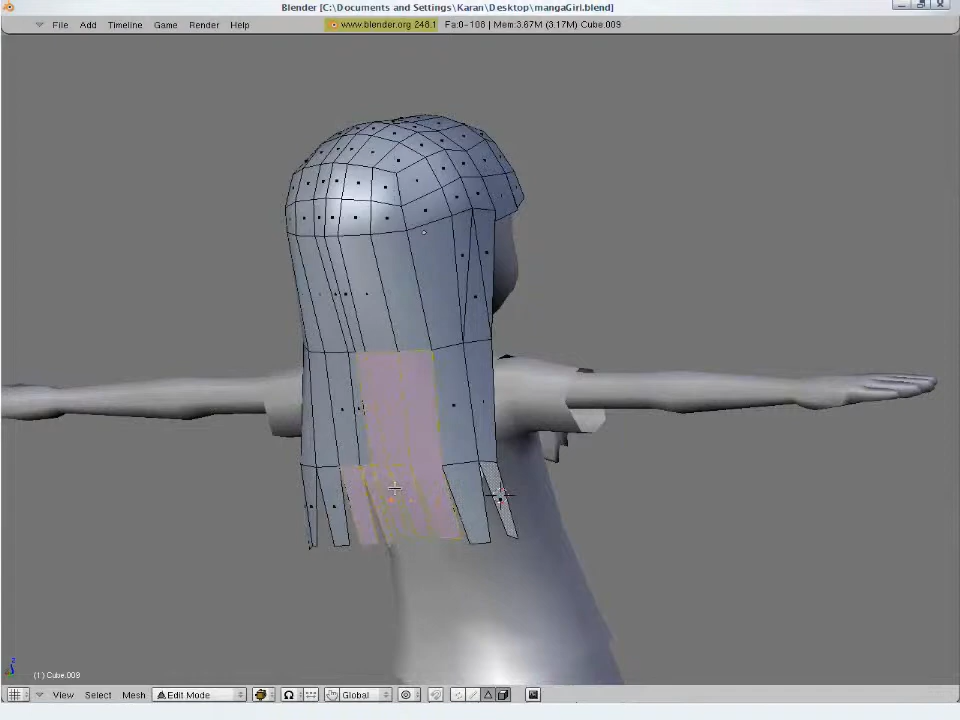 Blender [C:\Documents and Settings\Karan\Desktop\mangaGirl.blend]
File Add Timeline Game Render Help www.blender.org 248.1 Fa:0-106 | Mem:3.67M (3.17M) Cube.009
(1) Cube.009
View Select Mesh Edit Mode Global